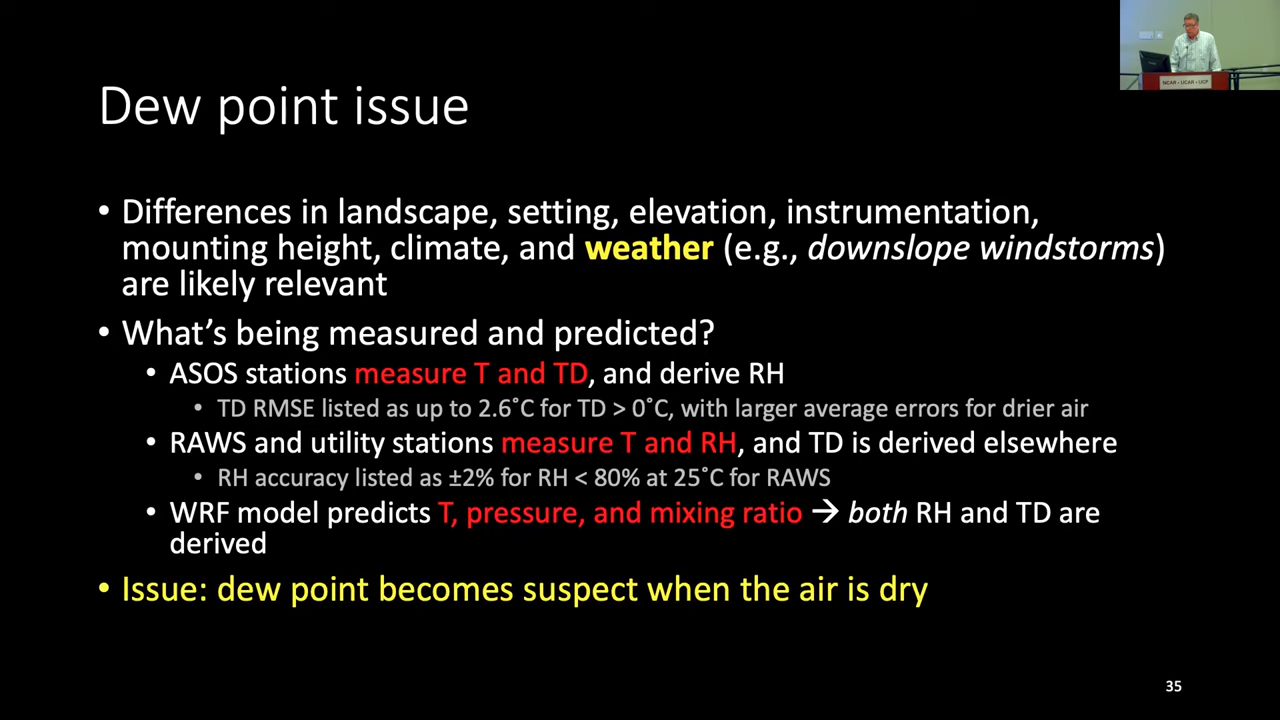 Dew point issue
• Differences in landscape, setting, elevation, instrumentation,
mounting height, climate, and weather (e.g., downslope windstorms)
are likely relevant
• What's being measured and predicted?
• ASOS stations measure T and TD, and derive RH
• TD RMSE listed as up to 2.6˚C for TD > 0˚C, with larger average errors for drier air
• RAWS and utility stations measure T and RH, and TD is derived elsewhere
• RH accuracy listed as ±2% for RH < 80% at 25˚C for RAWS
• WRF model predicts T, pressure, and mixing ratio → both RH and TD are
derived
• Issue: dew point becomes suspect when the air is dry
35
NCAR • UCAR • UCP